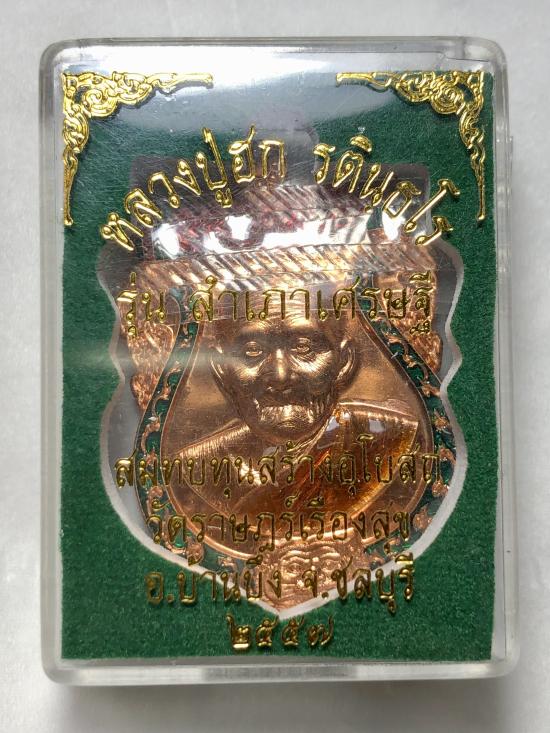 หลวงปู่ฮก รตินฺธโร
รุ่น สำเภาเศรษฐี
สมทบทุนสร้างอุโบสถ
วัดราษฎร์เรืองสุข
อ.บ้านบึง จ.ชลบุรี
๒๕๕๗